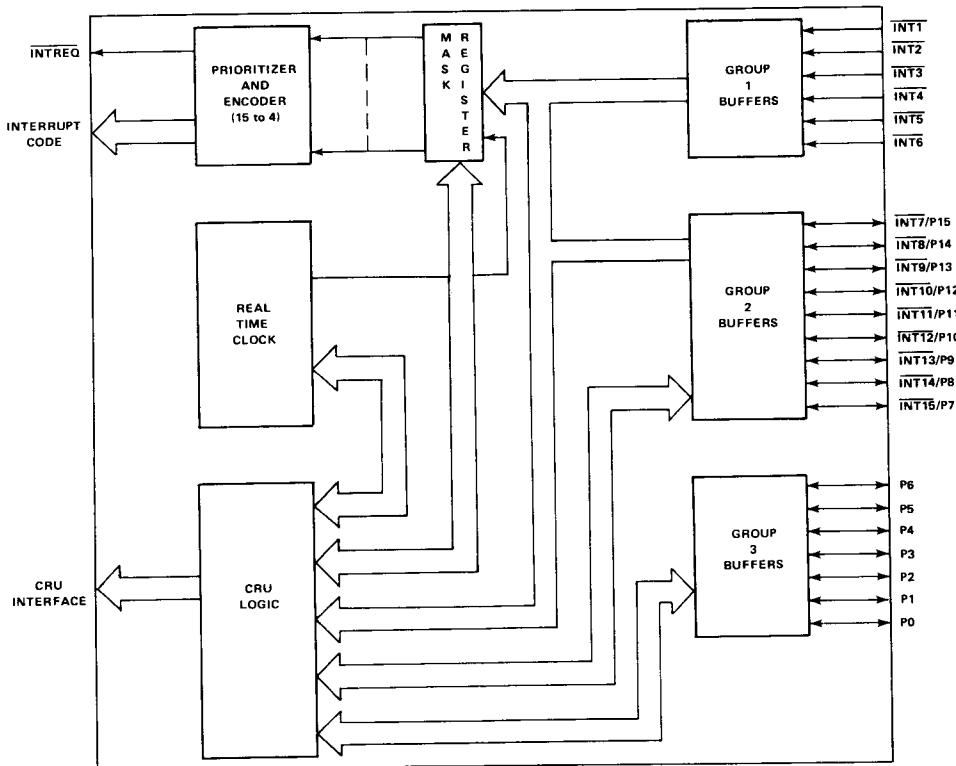 INTREQ
INTERRUPT
CODE
PRIORITIZER
AND
ENCODER
(15 to 4)
MASK
REGISTER
GROUP
1
BUFFERS
INT1
INT2
INT3
INT4
INT5
INT6
REAL
TIME
CLOCK
GROUP
2
BUFFERS
INT7/P15
INT8/P14
INT9/P13
INT10/P12
INT11/P11
INT12/P10
INT13/P9
INT14/P8
INT15/P7
CRU
INTERFACE
CRU
LOGIC
GROUP
3
BUFFERS
P6
P5
P4
P3
P2
P1
P0